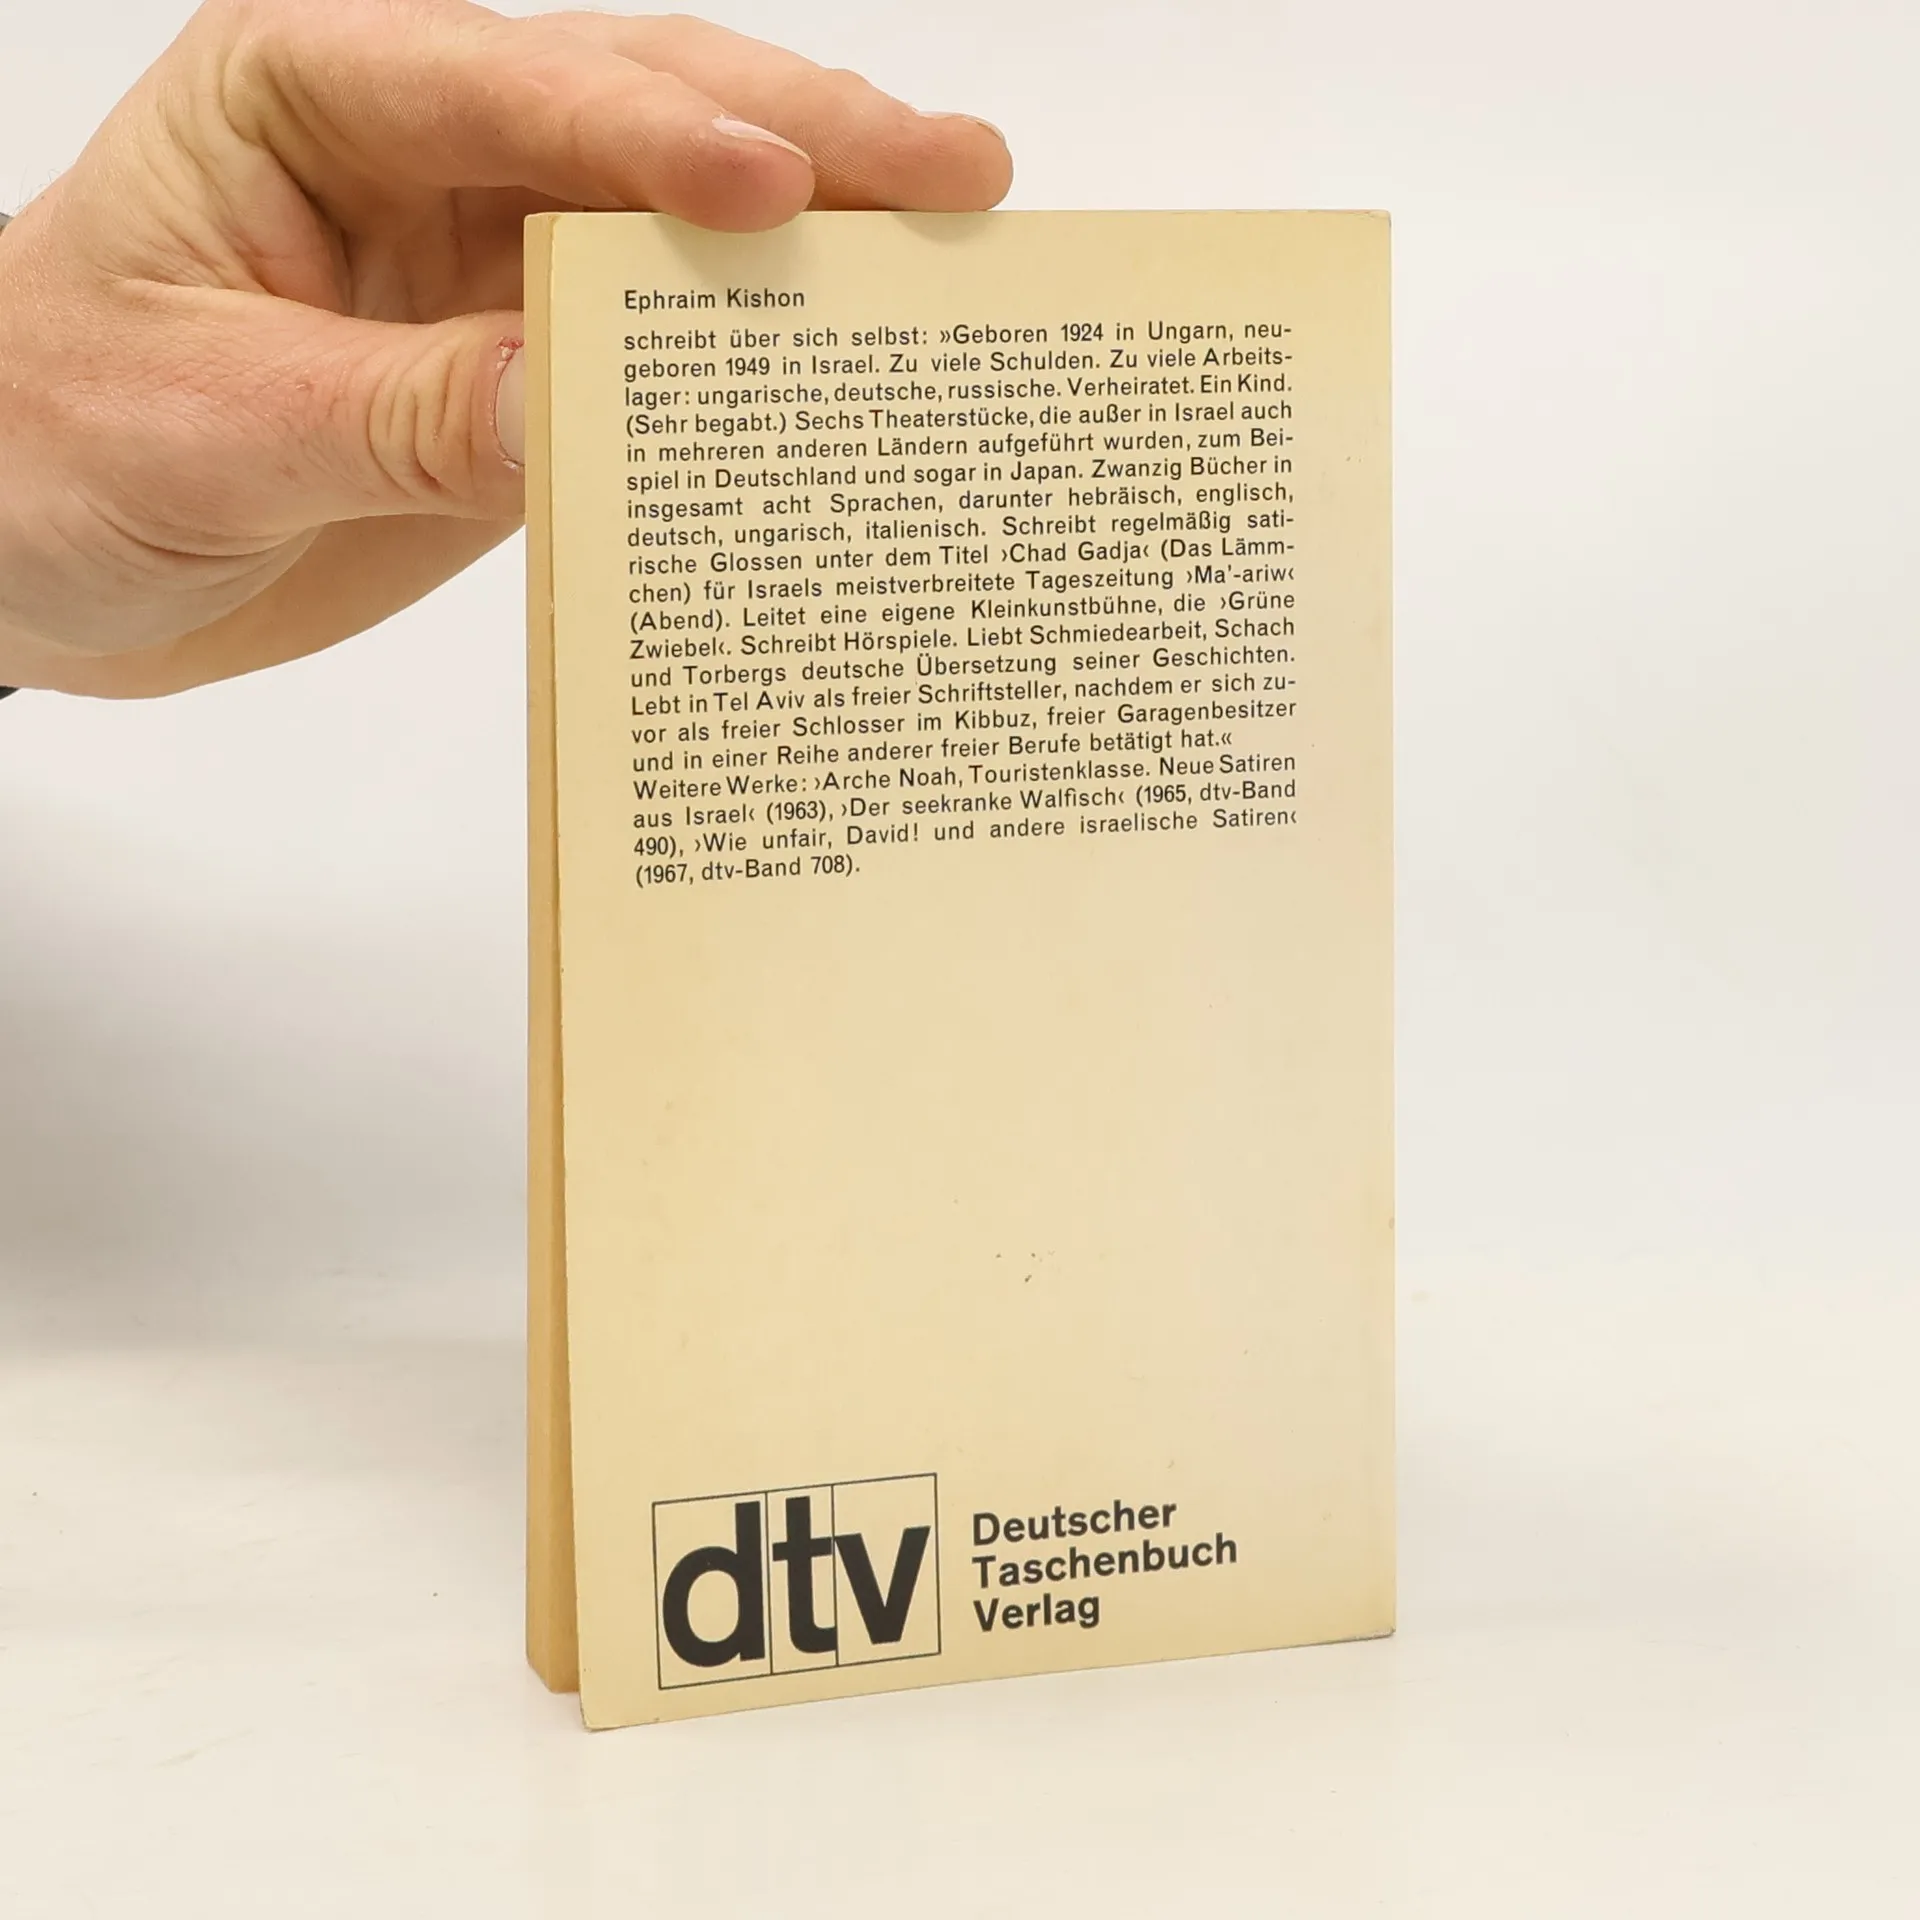 Ephraim Kishon
schreibt über sich selbst: »Geboren 1924 in Ungarn, neu-
geboren 1949 in Israel. Zu viele Schulden. Zu viele Arbeits-
lager: ungarische, deutsche, russische. Verheiratet. Ein Kind.
(Sehr begabt.) Sechs Theaterstücke, die außer in Israel auch
in mehreren anderen Ländern aufgeführt wurden, zum Bei-
spiel in Deutschland und sogar in Japan. Zwanzig Bücher in
insgesamt acht Sprachen, darunter hebräisch, englisch,
deutsch, ungarisch, italienisch. Schreibt regelmäßig sati-
rische Glossen unter dem Titel ›Chad Gadja‹ (Das Lämm-
chen) für Israels meistverbreitete Tageszeitung ›Ma'-ariw‹
(Abend). Leitet eine eigene Kleinkunstbühne, die ›Grüne
Zwiebel‹. Schreibt Hörspiele. Liebt Schmiedearbeit, Schach
und Torbergs deutsche Übersetzung seiner Geschichten.
Lebt in Tel Aviv als freier Schriftsteller, nachdem er sich zu-
vor als freier Schlosser im Kibbuz, freier Garagenbesitzer
und in einer Reihe anderer freier Berufe betätigt hat.«
Weitere Werke: ›Arche Noah, Touristenklasse. Neue Satiren
aus Israel‹ (1963), ›Der seekranke Walfisch‹ (1965, dtv-Band
490), ›Wie unfair, David! und andere israelische Satiren‹
(1967, dtv-Band 708).
dtv
Deutscher
Taschenbuch
Verlag